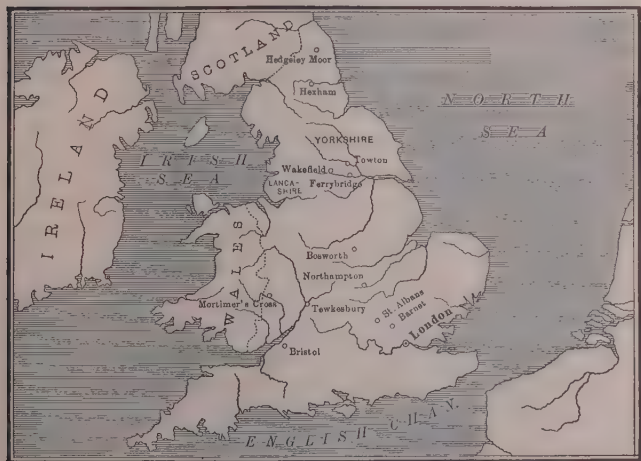 SCOTLAND
Hedgeley Moor
Hexham
NORTH
SEA
IRELAND
YORKSHIRE
IRISH
SEA
Towton
Wakefield
LANCA-
SHIRE
Ferrybridge
WALES
Bosworth
Northampton
Mortimer's Cross
Tewkesbury
St Albans
Barnet
London
Bristol
ENGLISH CHAN.